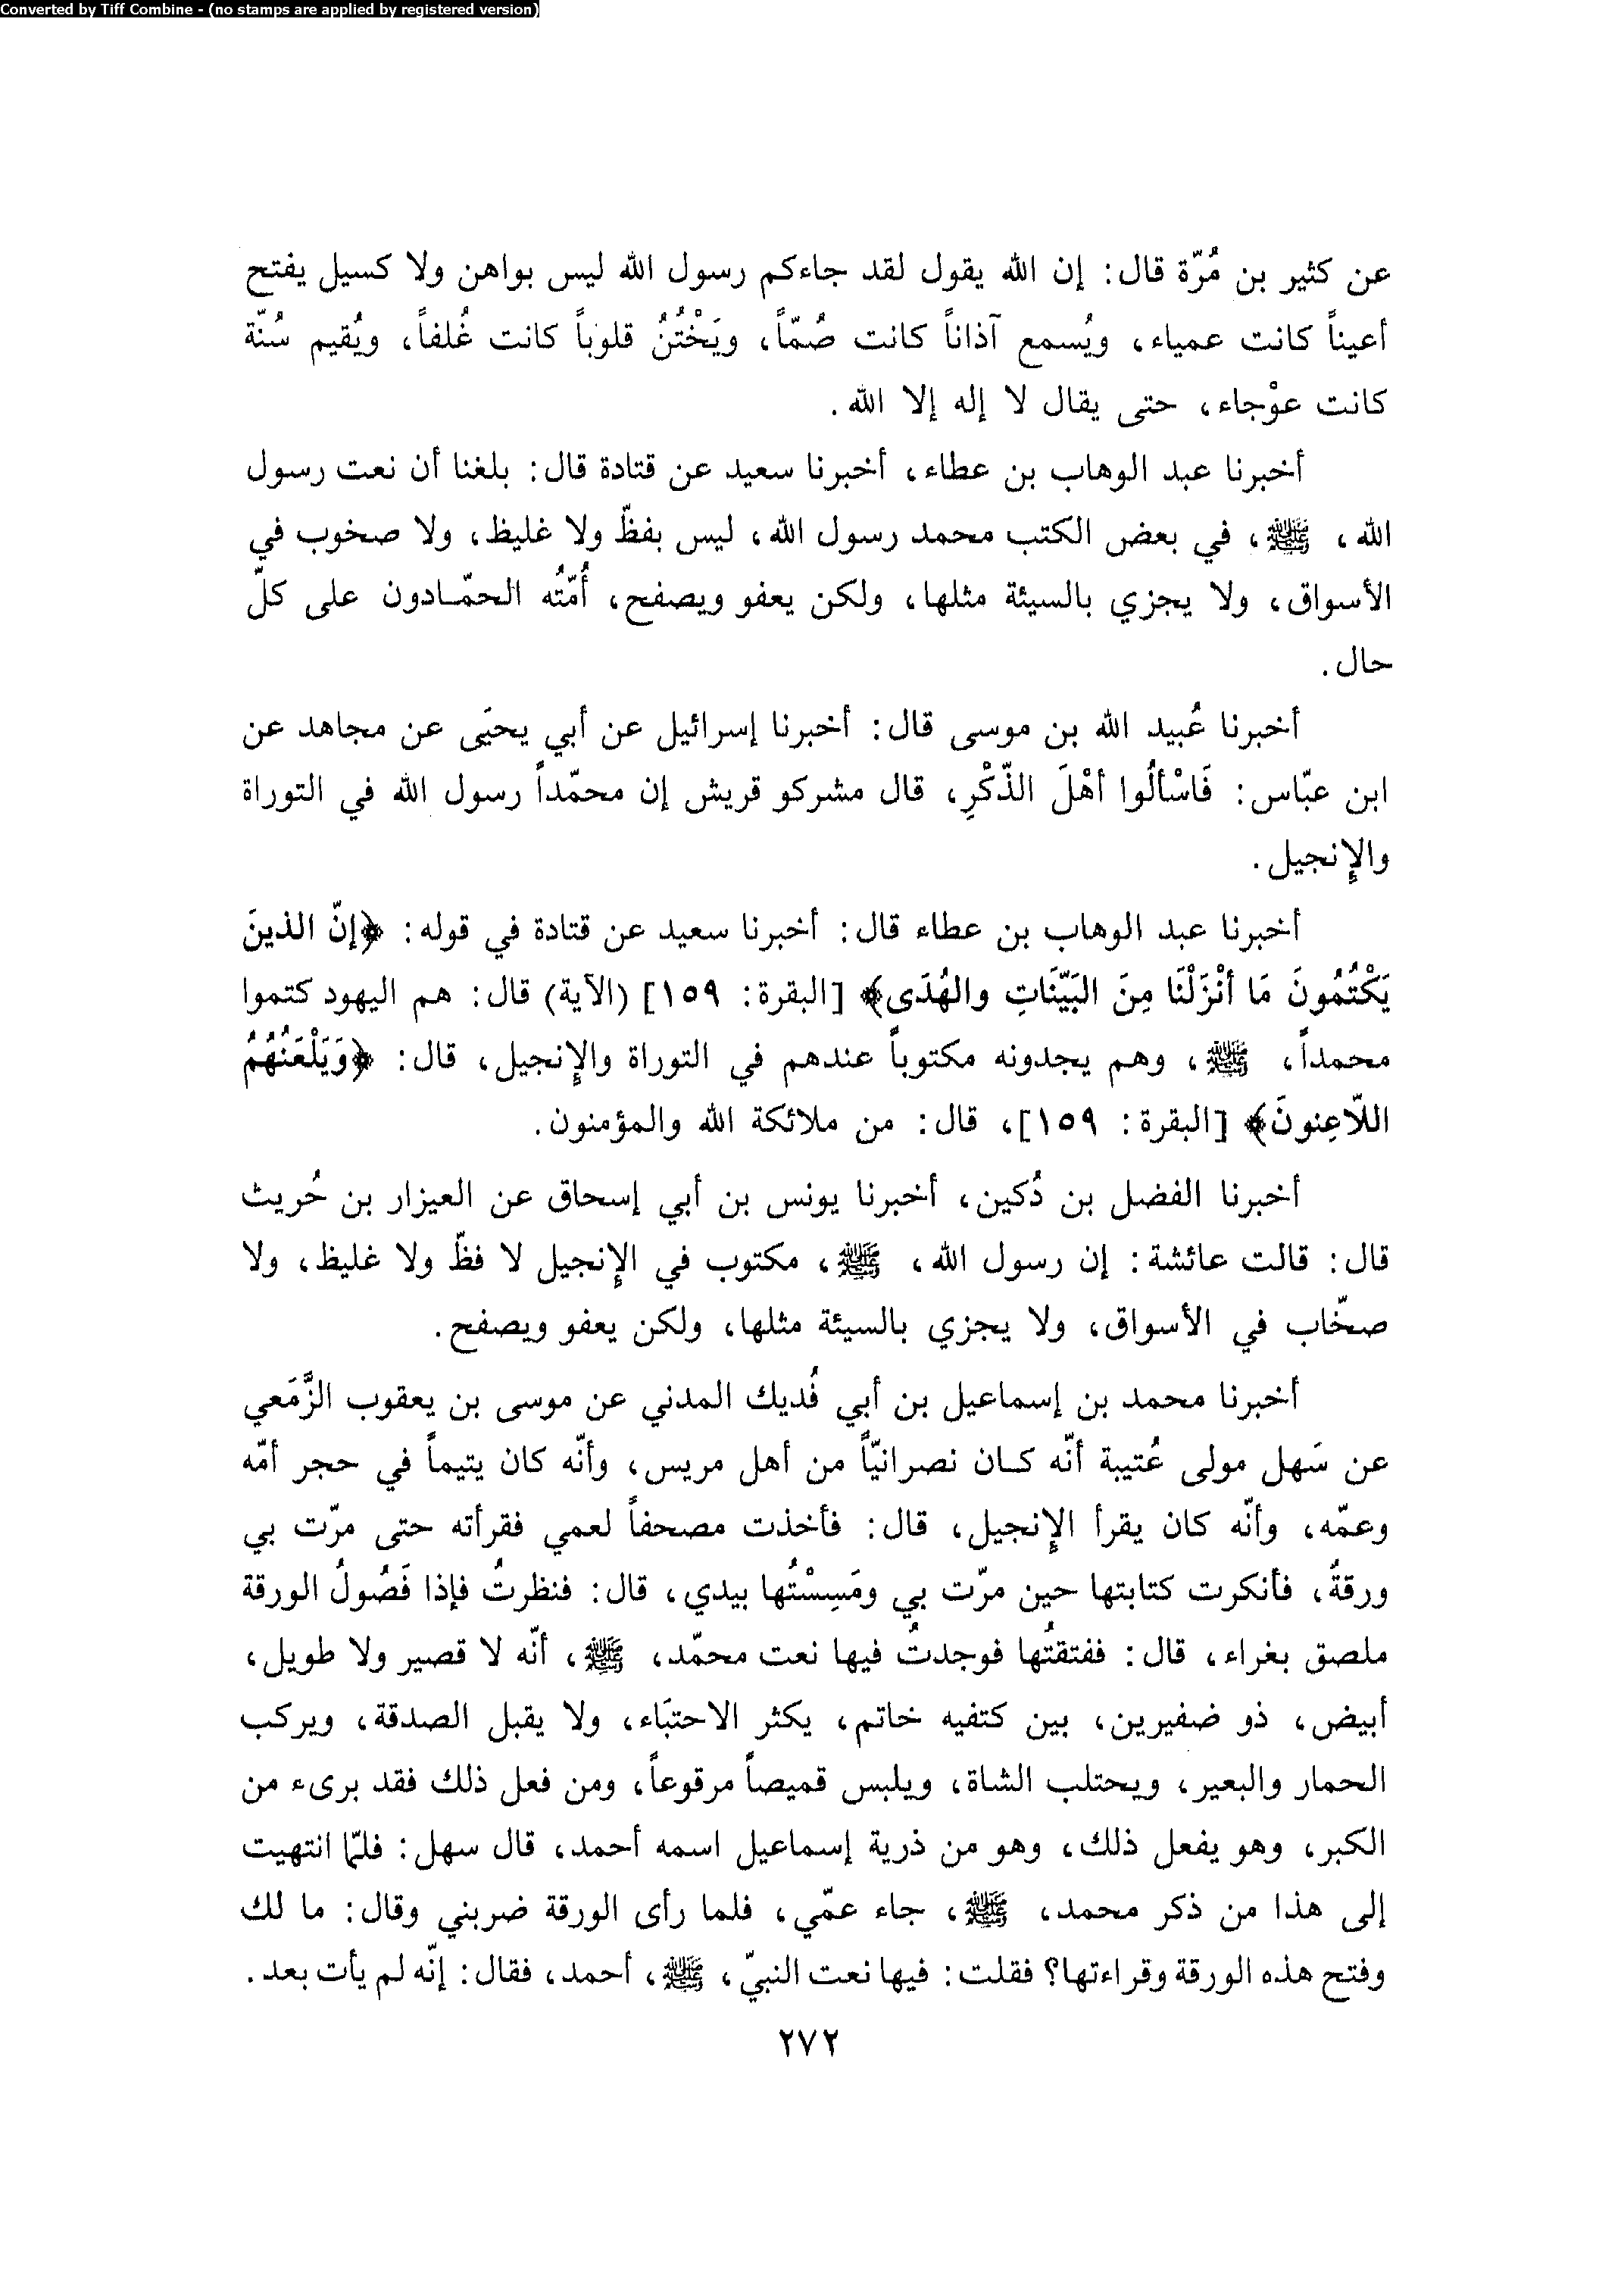 Converted by Tiff Combine - (no stamps are applied by registered version)
عن كثير بن مُرّة قال: إن الله يقول لقد جاءكم رسول الله ليس بواهن ولا كسيل يفتح
أعيناً كانت عمياء، ويُسمع آذاناً كانت صُمّاً، ويَخْتُنُ قلوباً كانت غُلفاً، ويُقيم سُنّة
كانت عوْجاء، حتى يقال لا إله إلا الله.
أخبرنا عبد الوهاب بن عطاء، أخبرنا سعيد عن قتادة قال: بلغنا أن نعت رسول
الله، ﷺ، في بعض الكتب محمد رسول الله، ليس بفظّ ولا غليظ، ولا صخوب في
الأسواق، ولا يجزي بالسيئة مثلها، ولكن يعفو ويصفح، أُمّتُه الحمّادون على كلّ
حال.
أخبرنا عُبيد الله بن موسى قال: أخبرنا إسرائيل عن أبي يحيَى عن مجاهد عن
ابن عبّاس: فَاسْألُوا أهْلَ الذّكْرِ، قال مشركو قريش إن محمّداً رسول الله في التوراة
والإنجيل.
أخبرنا عبد الوهاب بن عطاء قال: أخبرنا سعيد عن قتادة في قوله: ﴿إنّ الذينَ
يَكْتُمُونَ مَا أنْزَلْنَا مِنَ البَيّنَاتِ والهُدَى﴾ [البقرة: ١٥٩] (الآية) قال: هم اليهود كتموا
محمداً، ﷺ، وهم يجدونه مكتوباً عندهم في التوراة والإنجيل، قال: ﴿وَيَلْعَنُهُمُ
اللّاعِنونَ﴾ [البقرة: ١٥٩]، قال: من ملائكة الله والمؤمنون.
أخبرنا الفضل بن دُكين، أخبرنا يونس بن أبي إسحاق عن العيزار بن حُريث
قال: قالت عائشة: إن رسول الله، ﷺ، مكتوب في الإنجيل لا فظّ ولا غليظ، ولا
صخّاب في الأسواق، ولا يجزي بالسيئة مثلها، ولكن يعفو ويصفح.
أخبرنا محمد بن إسماعيل بن أبي فُديك المدني عن موسى بن يعقوب الزَّمَعي
عن سَهل مولى عُتيبة أنّه كان نصرانيّاً من أهل مريس، وأنّه كان يتيماً في حجر أمّه
وعمّه، وأنّه كان يقرأ الإنجيل، قال: فأخذت مصحفاً لعمي فقرأته حتى مرّت بي
ورقةٌ، فأنكرت كتابتها حين مرّت بي ومَسِسْتُها بيدي، قال: فنظرتُ فإذا فَصُولُ الورقة
ملصق بغراء، قال: ففتقتُها فوجدتُ فيها نعت محمّد، ﷺ، أنّه لا قصير ولا طويل،
أبيض، ذو ضفيرين، بين كتفيه خاتم، يكثر الاحتبَاء، ولا يقبل الصدقة، ويركب
الحمار والبعير، ويحتلب الشاة، ويلبس قميصاً مرقوعاً، ومن فعل ذلك فقد برىء من
الكبر، وهو يفعل ذلك، وهو من ذرية إسماعيل اسمه أحمد، قال سهل: فلمّا انتهيت
إلى هذا من ذكر محمد، ﷺ، جاء عمّي، فلما رأى الورقة ضربني وقال: ما لك
وفتح هذه الورقة وقراءتها؟ فقلت: فيها نعت النبيّ، ﷺ، أحمد، فقال: إنّه لم يأت بعد.
٢٧٢